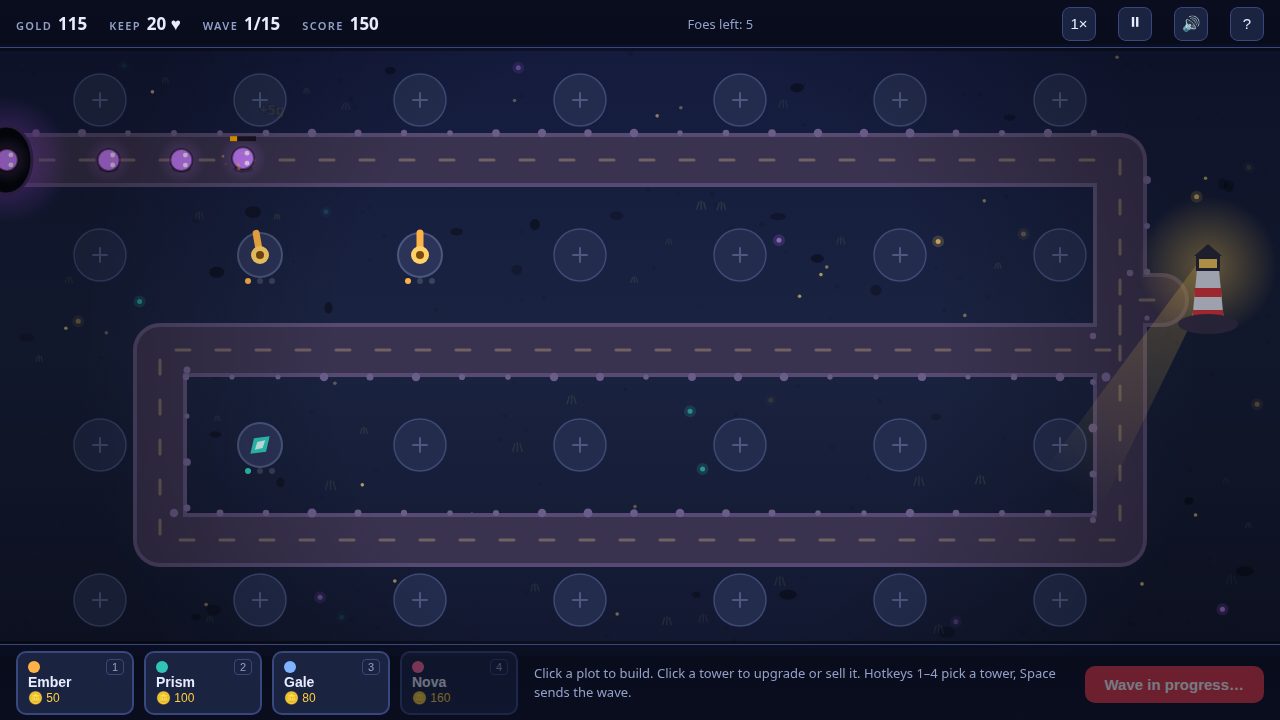 GOLD 115 KEEP 20 ♥ WAVE 1/15 SCORE 150 Foes left: 5 1× ⏸ 🔊 ?
+5g
Ember 1
🪙 50
Prism 2
🪙 100
Gale 3
🪙 80
Nova 4
🪙 160
Click a plot to build. Click a tower to upgrade or sell it. Hotkeys 1–4 pick a tower, Space
sends the wave.
Wave in progress…